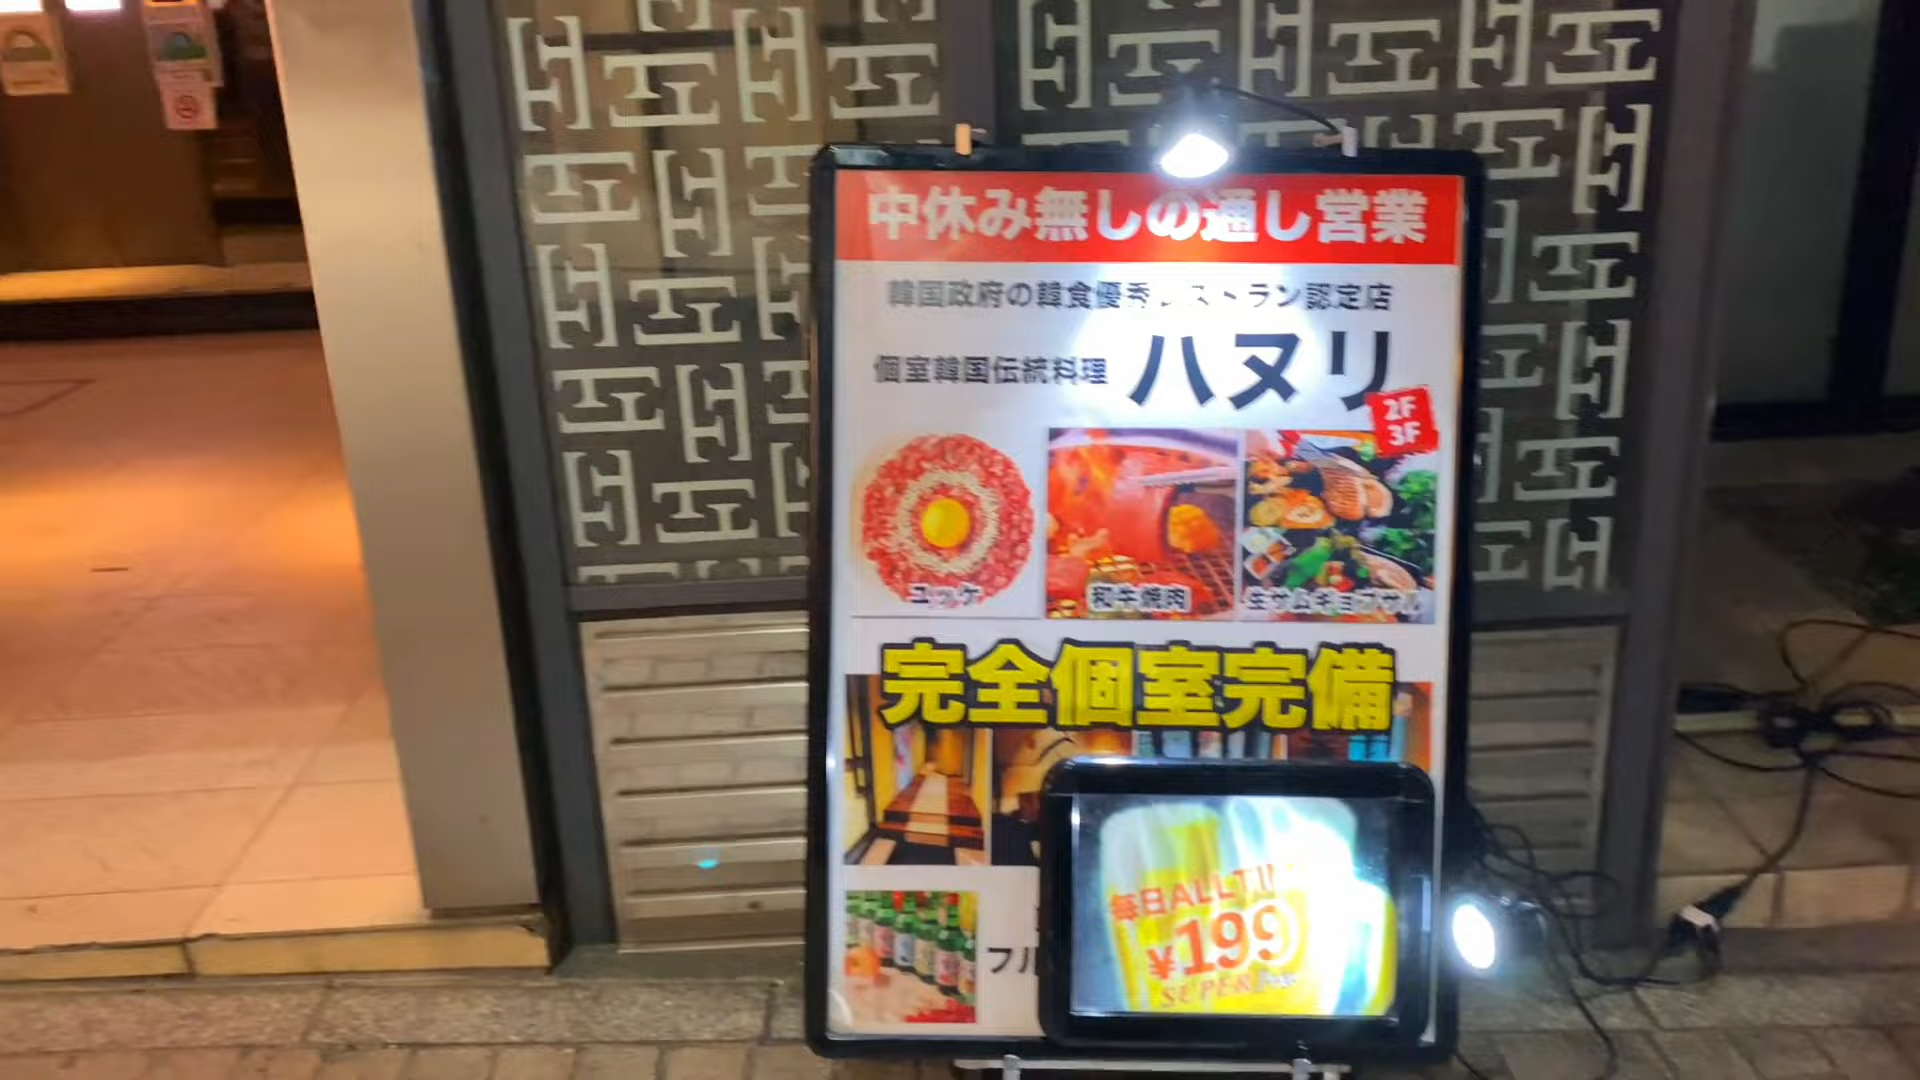 中休み無しの通し営業
韓国政府の韓食優秀レストラン認定店
個室韓国伝統料理 ハヌリ
2F
3F
ユッケ
和牛焼肉
生サムギョプサル
完全個室完備
フル
毎日ALLTI
¥199
SUPER